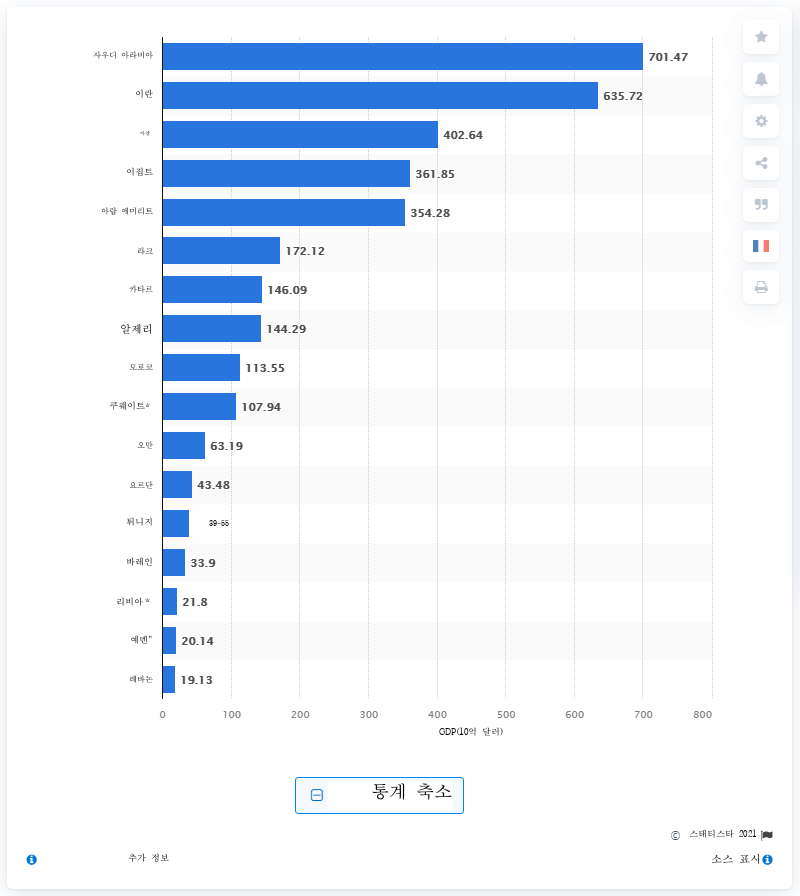 사우디 아라비아 701.47
이란 635.72
402.64
이집트 361.85
아랍 에미리트 354.28
라크 172.12
카타르 146.09
알제리 144.29
모로코 113.55
쿠웨이트* 107.94
오만 63.19
요르단 43.48
튀니지 39-55
바레인 33.9
리비아 * 21.8
예멘" 20.14
레바논 19.13
0 100 200 300 400 500 600 700 800
GDP(10억 달러)
통계 축소
© 스태티스타 2021
추가 정보 소스 표시